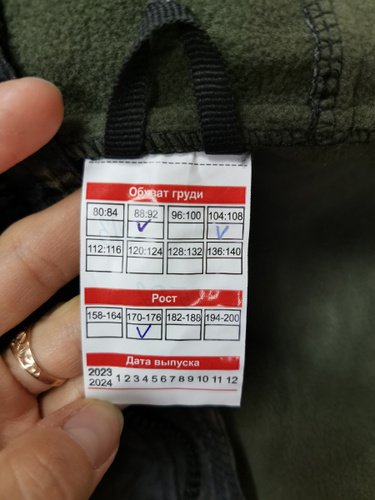 Обхват груди
80:84 88:92 96:100 104:108
112:116 120:124 128:132 136:140
Рост
158-164 170-176 182-188 194-200
Дата выпуска
2023
2024 1 2 3 4 5 6 7 8 9 10 11 12